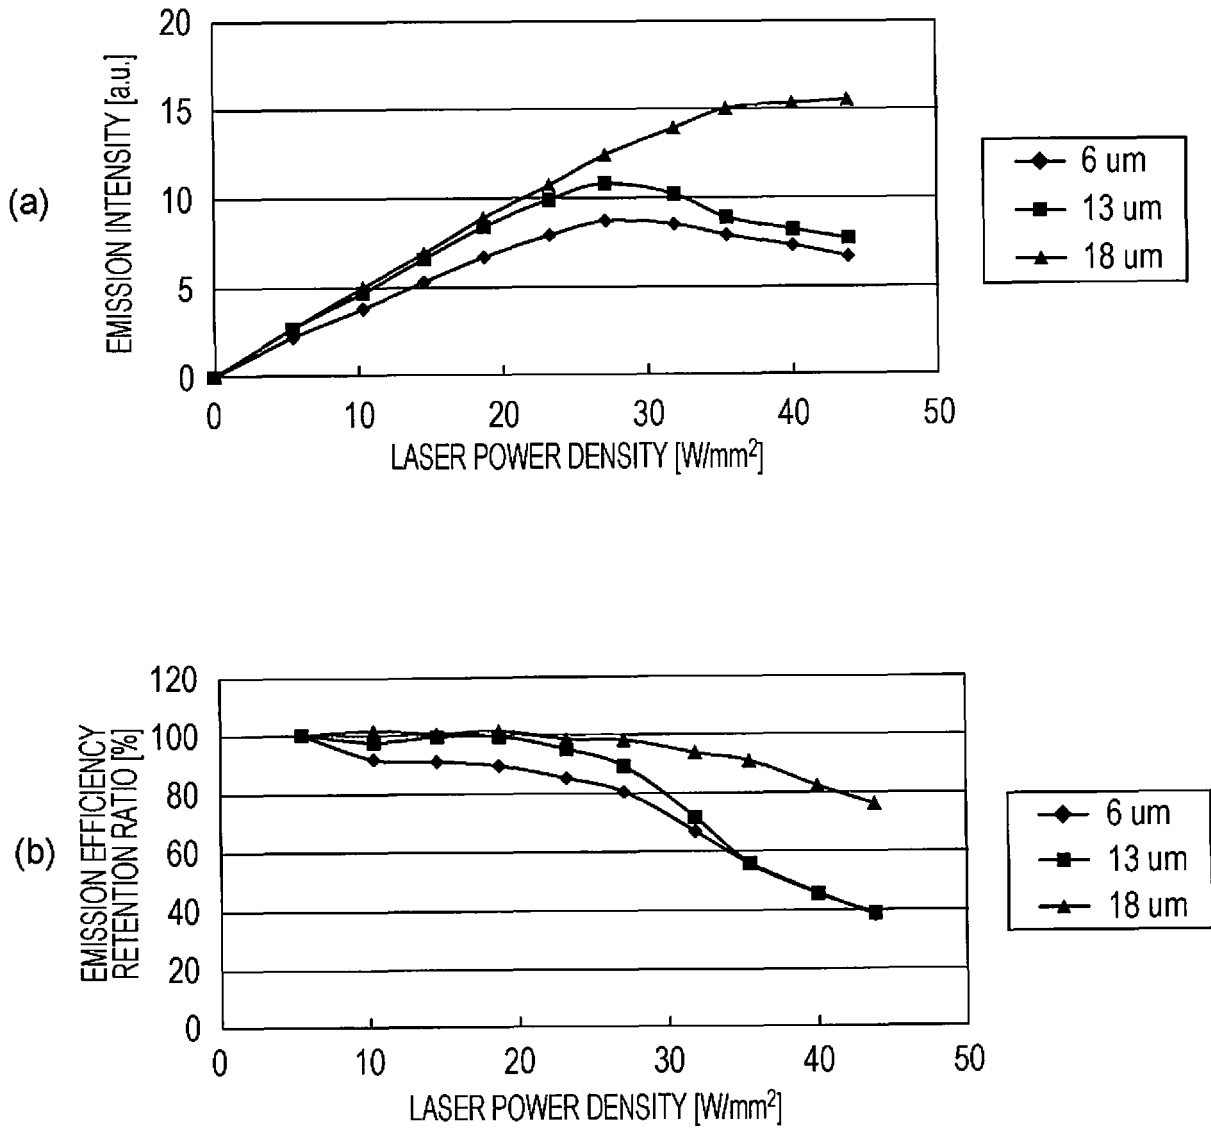 (a)
EMISSION INTENSITY [a.u.]
20
15
10
5
0
0 10 20 30 40 50
LASER POWER DENSITY [W/mm²]
6 um
13 um
18 um
(b)
EMISSION EFFICIENCY
RETENTION RATIO [%]
120
100
80
60
40
20
0
0 10 20 30 40 50
LASER POWER DENSITY [W/mm²]
6 um
13 um
18 um